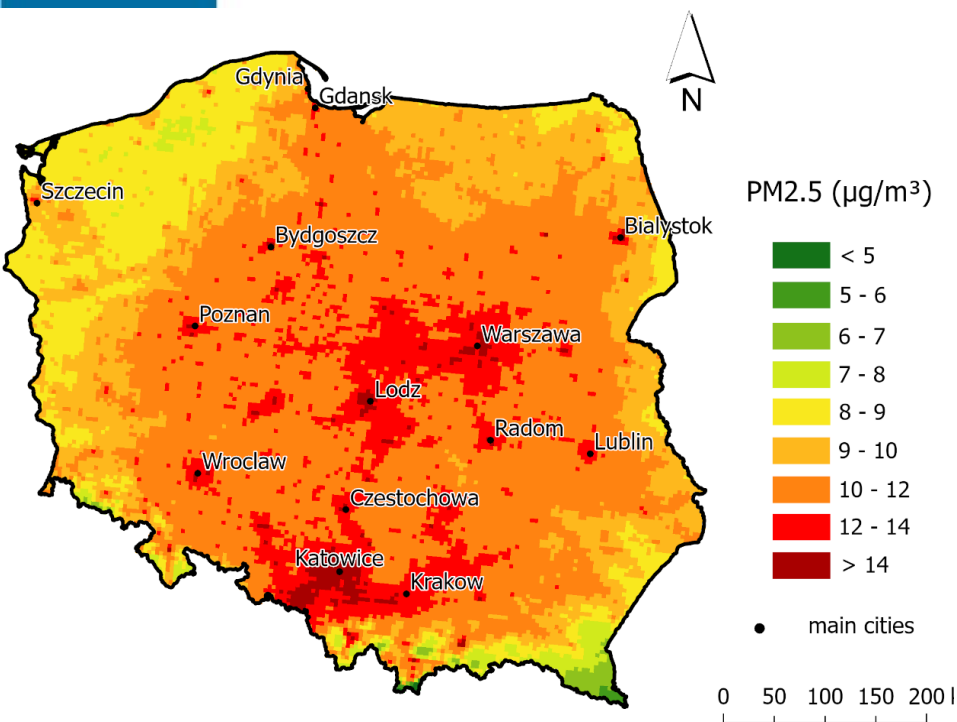 N
Gdynia
Gdansk
Szczecin
Bialystok
Bydgoszcz
Poznan
Warszawa
Lodz
Radom
Lublin
Wroclaw
Czestochowa
Katowice
Krakow
PM2.5 (µg/m³)
< 5
5 - 6
6 - 7
7 - 8
8 - 9
9 - 10
10 - 12
12 - 14
> 14
main cities
0 50 100 150 200